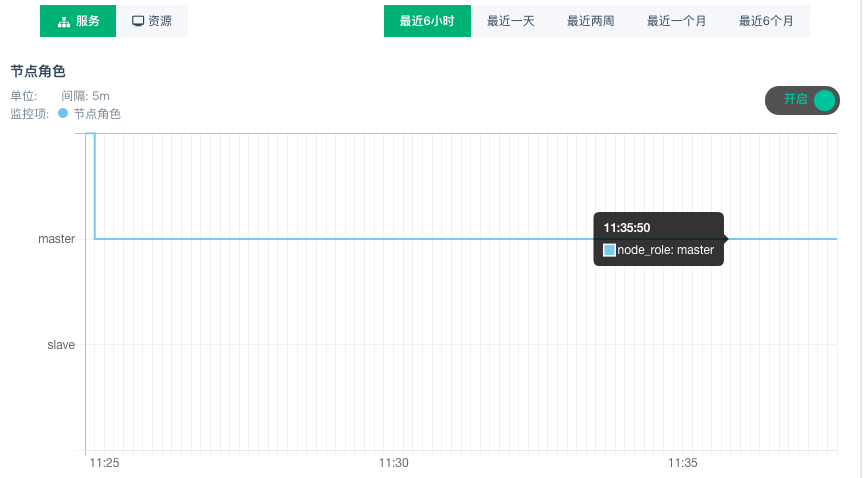 服务 资源 最近6小时 最近一天 最近两周 最近一个月 最近6个月
节点角色
单位: 间隔: 5m
监控项: 节点角色
开启
master
11:35:50
node_role: master
slave
11:25 11:30 11:35